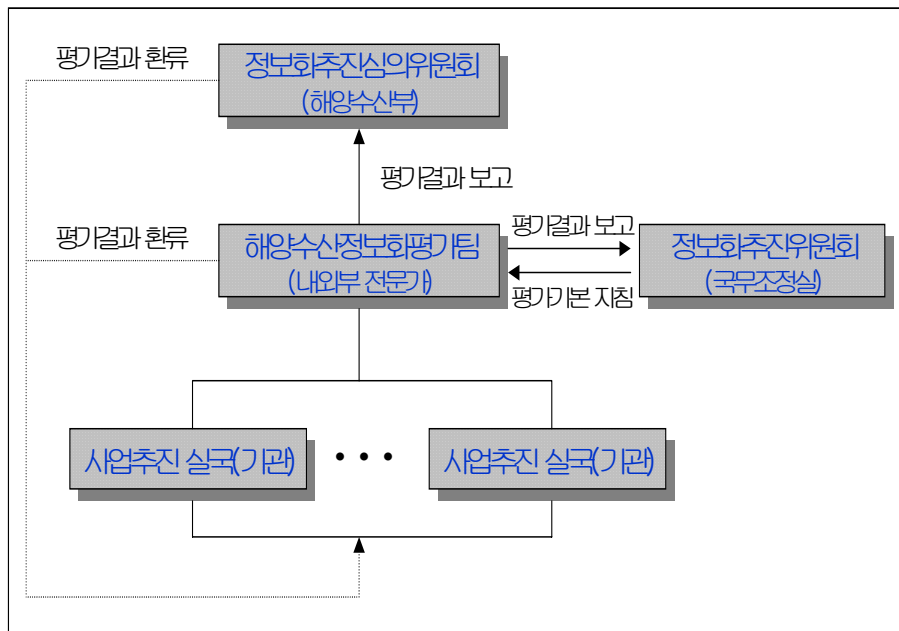 평가결과 환류
정보화추진심의위원회
(해양수산부)
평가결과 보고
평가결과 환류
해양수산정보화평가팀
(내외부 전문가)
평가결과 보고
평가기본 지침
정보화추진위원회
(국무조정실)
사업추진 실국(기관)
• • •
사업추진 실국(기관)